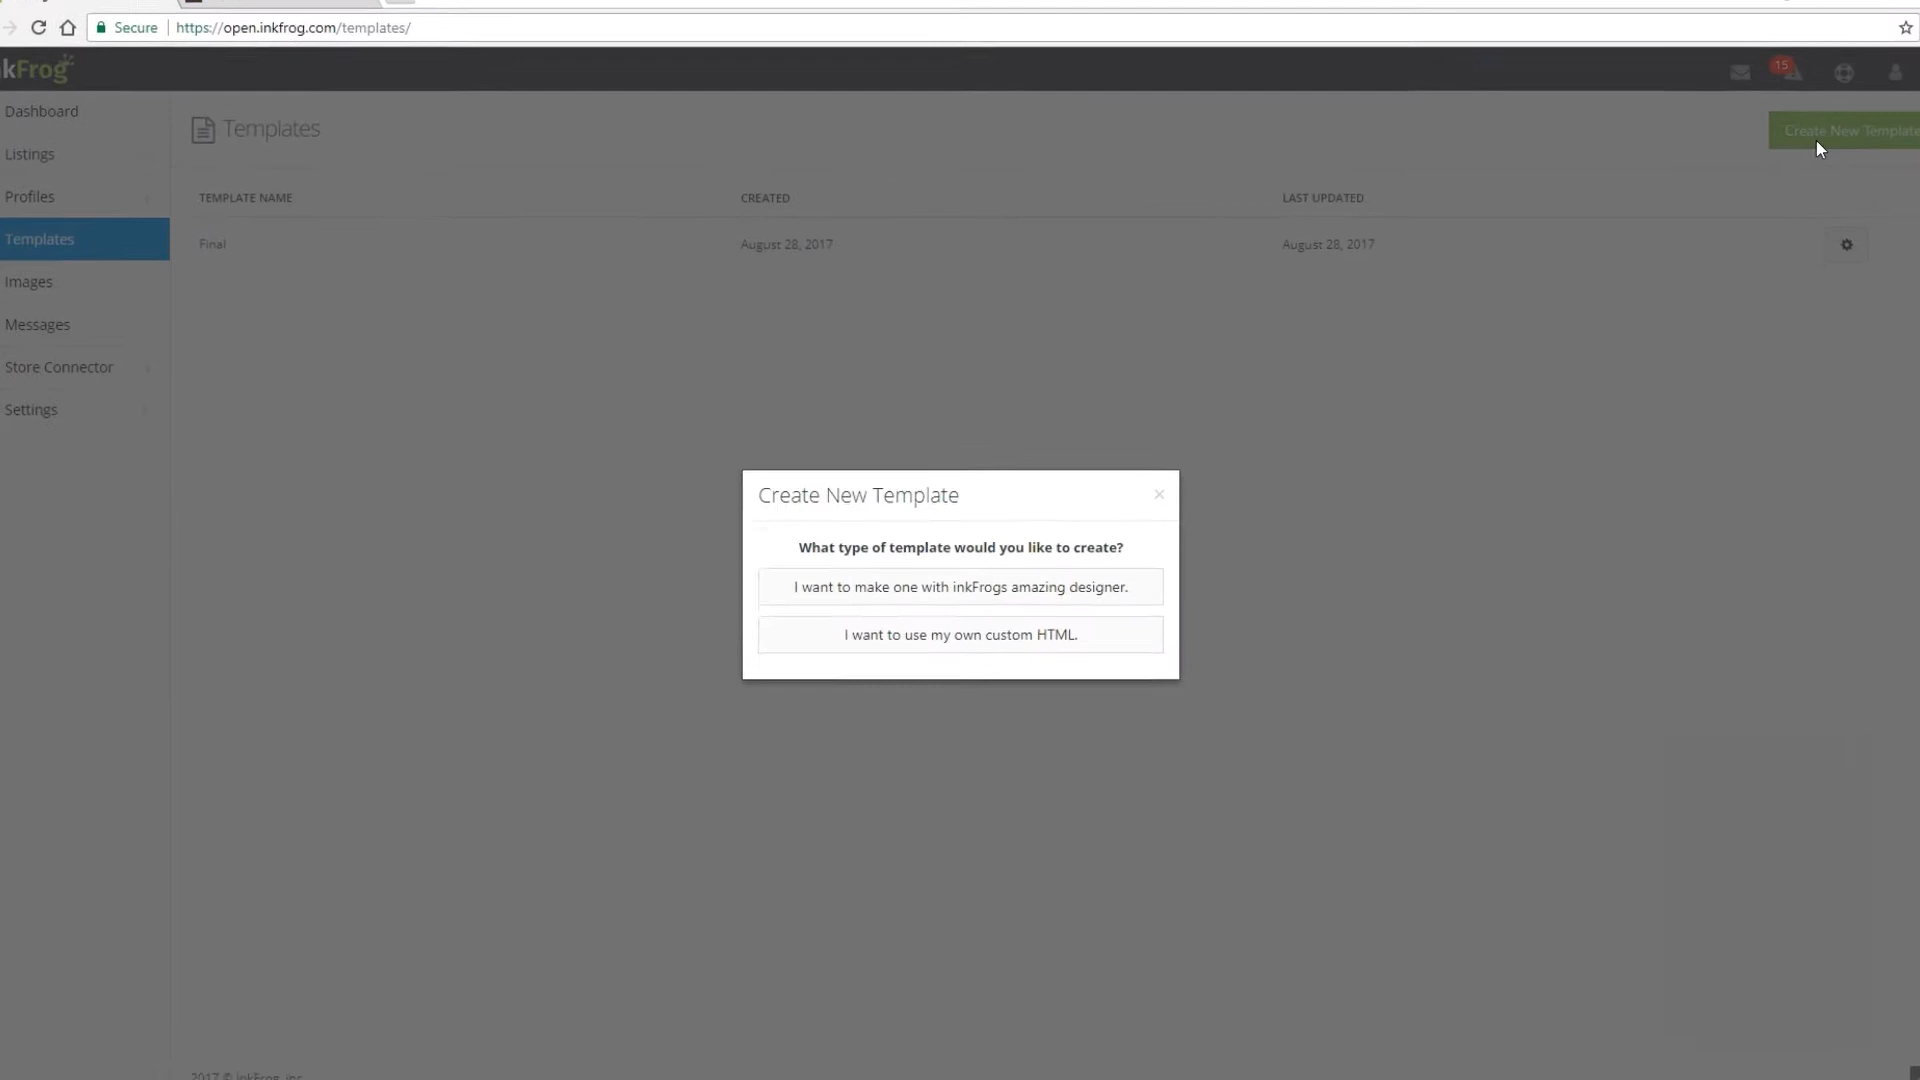 Secure | https://open.inkfrog.com/templates/
kFrog
15
Dashboard
Templates
Create New Template
Listings
Profiles
TEMPLATE NAME CREATED LAST UPDATED
Templates
Final August 28, 2017 August 28, 2017
Images
Messages
Store Connector
Settings
Create New Template ×
What type of template would you like to create?
I want to make one with inkFrogs amazing designer.
I want to use my own custom HTML.
2017 © inkFrog, inc